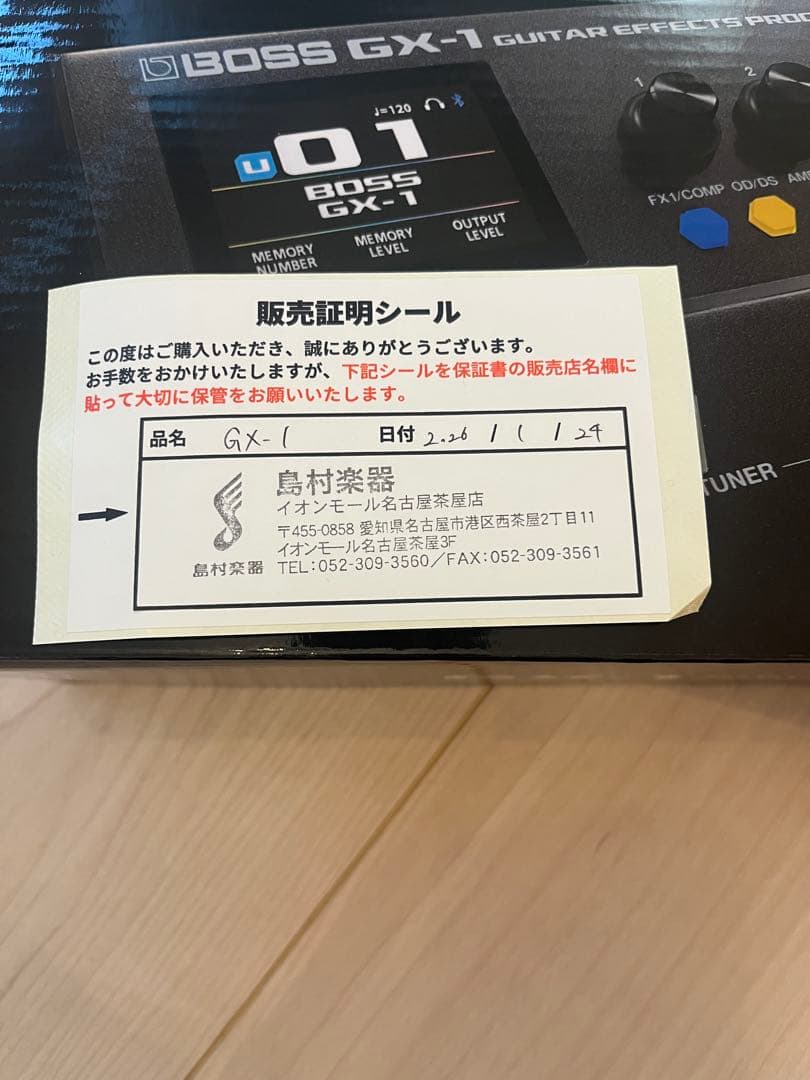 BOSS GX-1 GUITAR EFFECTS PROC
♩=120
U01
BOSS
GX-1
MEMORY NUMBER
MEMORY LEVEL
OUTPUT LEVEL
1
2
FX1/COMP OD/DS AM
TUNER
販売証明シール
この度はご購入いただき、誠にありがとうございます。
お手数をおかけいたしますが、下記シールを保証書の販売店名欄に
貼って大切に保管をお願いいたします。
品名 GX-1 日付 2026 / 1 / 24
島村楽器
島村楽器
イオンモール名古屋茶屋店
〒455-0858 愛知県名古屋市港区西茶屋2丁目11
イオンモール名古屋茶屋3F
TEL:052-309-3560/FAX:052-309-3561